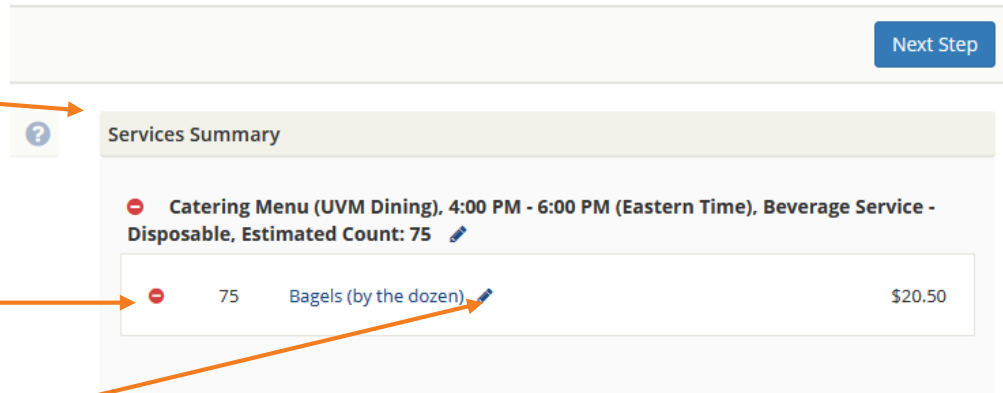 Next Step
?
Services Summary
Catering Menu (UVM Dining), 4:00 PM - 6:00 PM (Eastern Time), Beverage Service -
Disposable, Estimated Count: 75
75 Bagels (by the dozen) $20.50